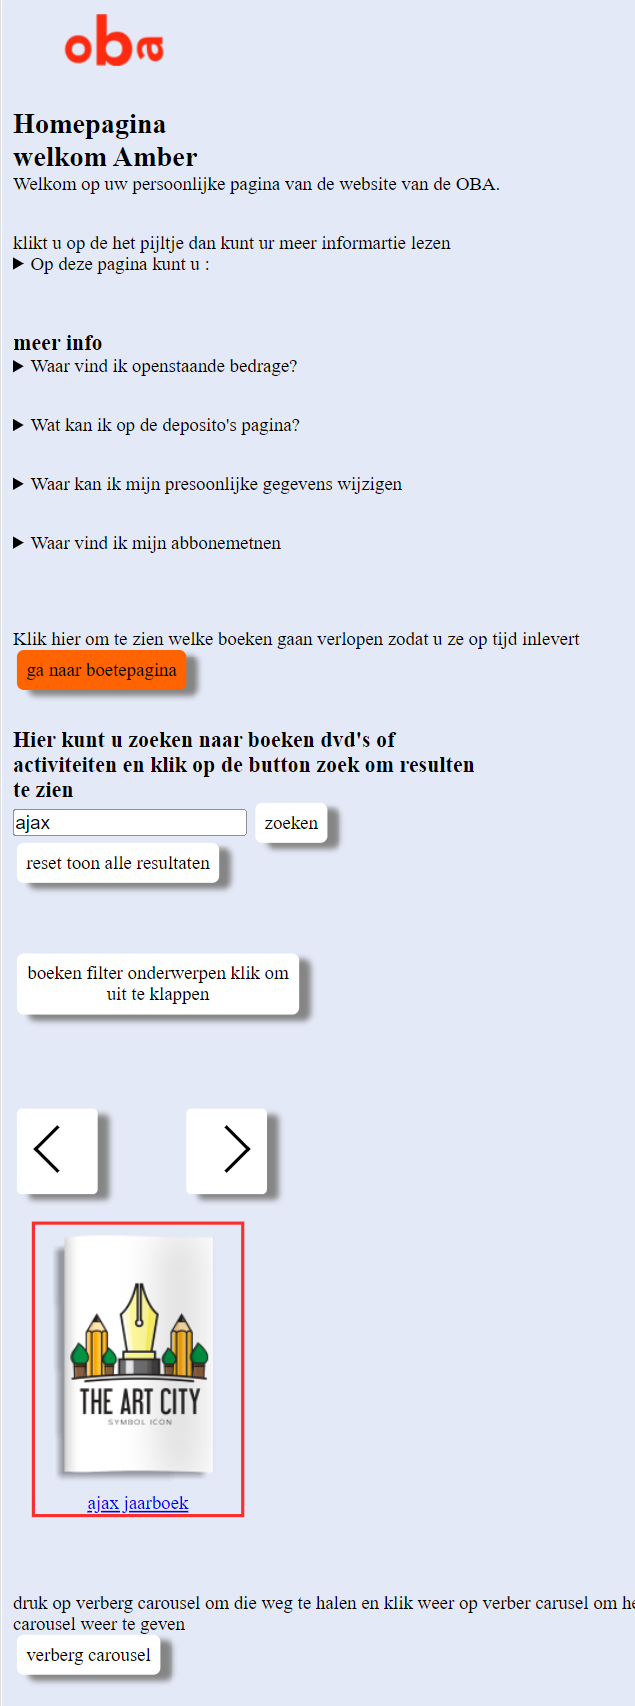 oba
Homepagina
welkom Amber
Welkom op uw persoonlijke pagina van de website van de OBA.
klikt u op de het pijltje dan kunt ur meer informartie lezen
Op deze pagina kunt u :
meer info
Waar vind ik openstaande bedrage?
Wat kan ik op de deposito's pagina?
Waar kan ik mijn presoonlijke gegevens wijzigen
Waar vind ik mijn abbonemetnen
Klik hier om te zien welke boeken gaan verlopen zodat u ze op tijd inlevert
ga naar boetepagina
Hier kunt u zoeken naar boeken dvd's of
activiteiten en klik op de button zoek om resulten
te zien
ajax zoeken
reset toon alle resultaten
boeken filter onderwerpen klik om
uit te klappen
THE ART CITY
SYMBOL ICON
ajax jaarboek
druk op verberg carousel om die weg te halen en klik weer op verber carusel om he
carousel weer te geven
verberg carousel